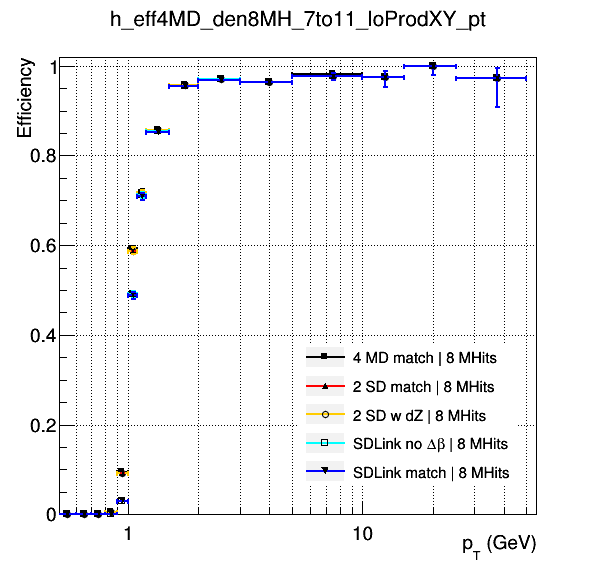 h_eff4MD_den8MH_7to11_loProdXY_pt
Efficiency
1
0.8
0.6
0.4
0.2
0
4 MD match | 8 MHits
2 SD match | 8 MHits
2 SD w dZ | 8 MHits
SDLink no Δβ | 8 MHits
SDLink match | 8 MHits
1
10
p_T (GeV)